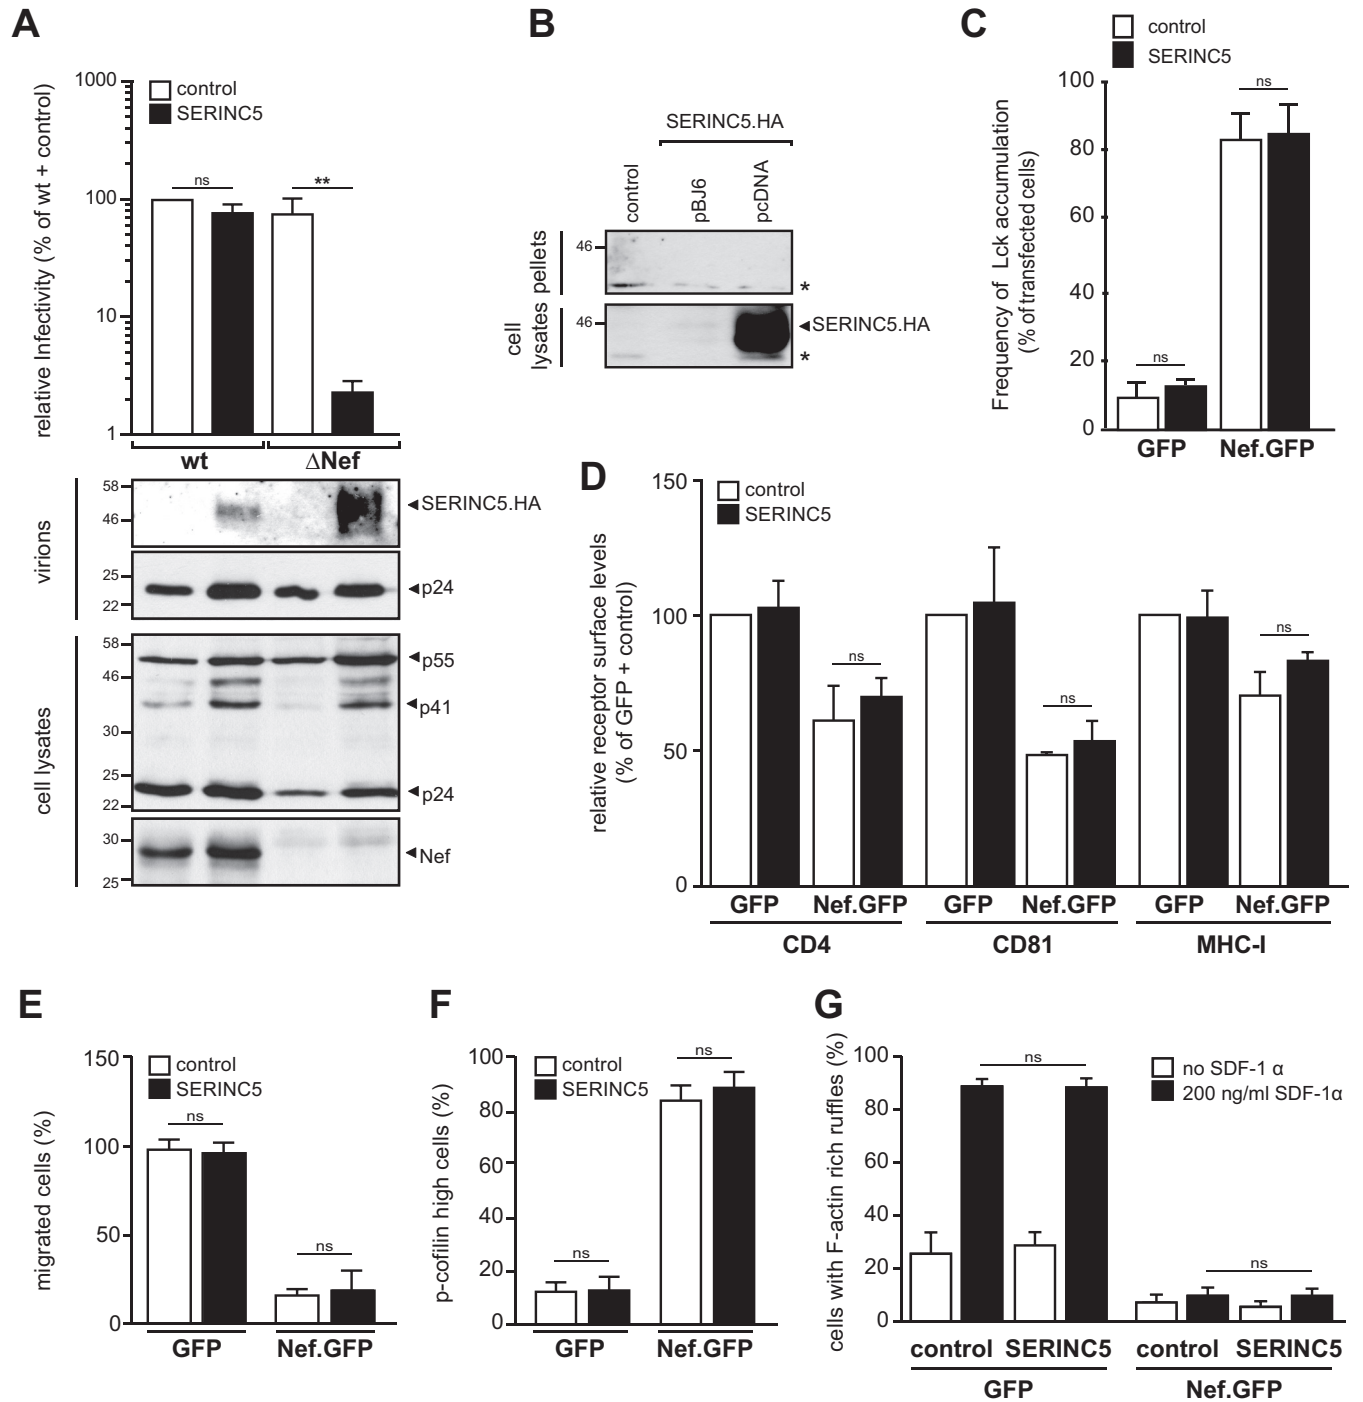 A
relative Infectivity (% of wt + control)
1000
100
10
1
control
SERINC5
ns
**
wt
ΔNef
virions
58
46
SERINC5.HA
25
22
p24
cell lysates
58
46
30
25
22
p55
p41
p24
30
25
Nef
B
SERINC5.HA
control
pBJ6
pcDNA
pellets
46
*
cell
lysates
46
SERINC5.HA
*
C
control
SERINC5
Frequency of Lck accumulation
(% of transfected cells)
100
80
60
40
20
0
ns
ns
GFP
Nef.GFP
D
relative receptor surface levels
(% of GFP + control)
150
100
50
0
control
SERINC5
ns
ns
ns
GFP
Nef.GFP
GFP
Nef.GFP
GFP
Nef.GFP
CD4
CD81
MHC-I
E
migrated cells (%)
150
100
50
0
control
SERINC5
ns
ns
GFP
Nef.GFP
F
p-cofilin high cells (%)
100
80
60
40
20
0
control
SERINC5
ns
ns
GFP
Nef.GFP
G
cells with F-actin rich ruffles (%)
100
80
60
40
20
0
no SDF-1 α
200 ng/ml SDF-1α
ns
ns
control SERINC5
control SERINC5
GFP
Nef.GFP